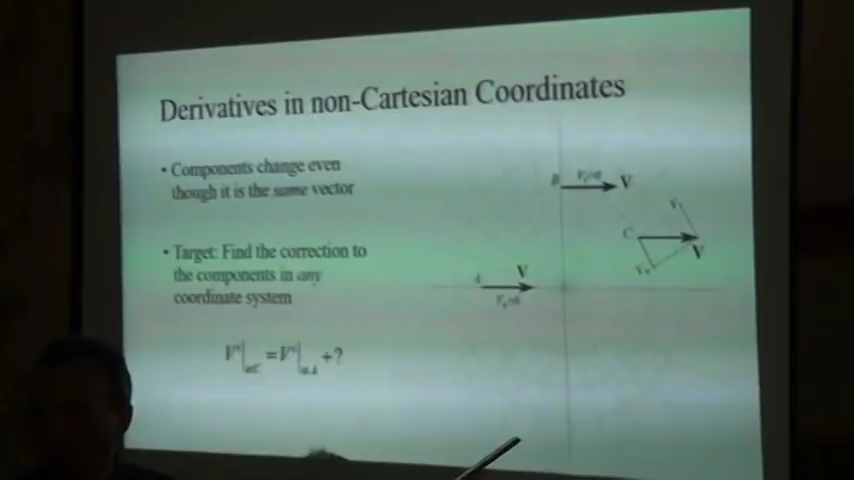 Derivatives in non-Cartesian Coordinates
• Components change even
though it is the same vector
• Target: Find the correction to
the components in any
coordinate system
B V
C V
A V
=
+?